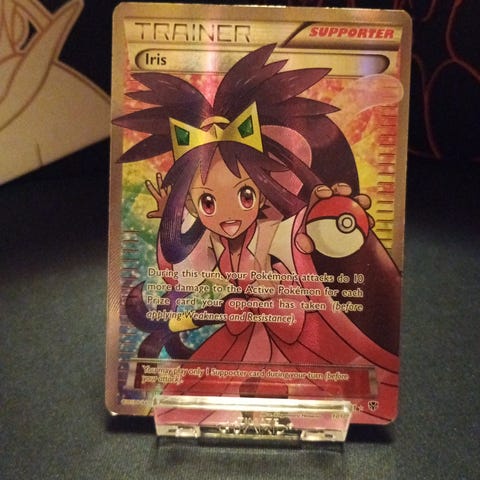 TRAINER
SUPPORTER
Iris
During this turn, your Pokémon's attacks do 10
more damage to the Active Pokémon for each
Prize card your opponent has taken (before
applying Weakness and Resistance).
You may play only 1 Supporter card during your turn (before
your attack).